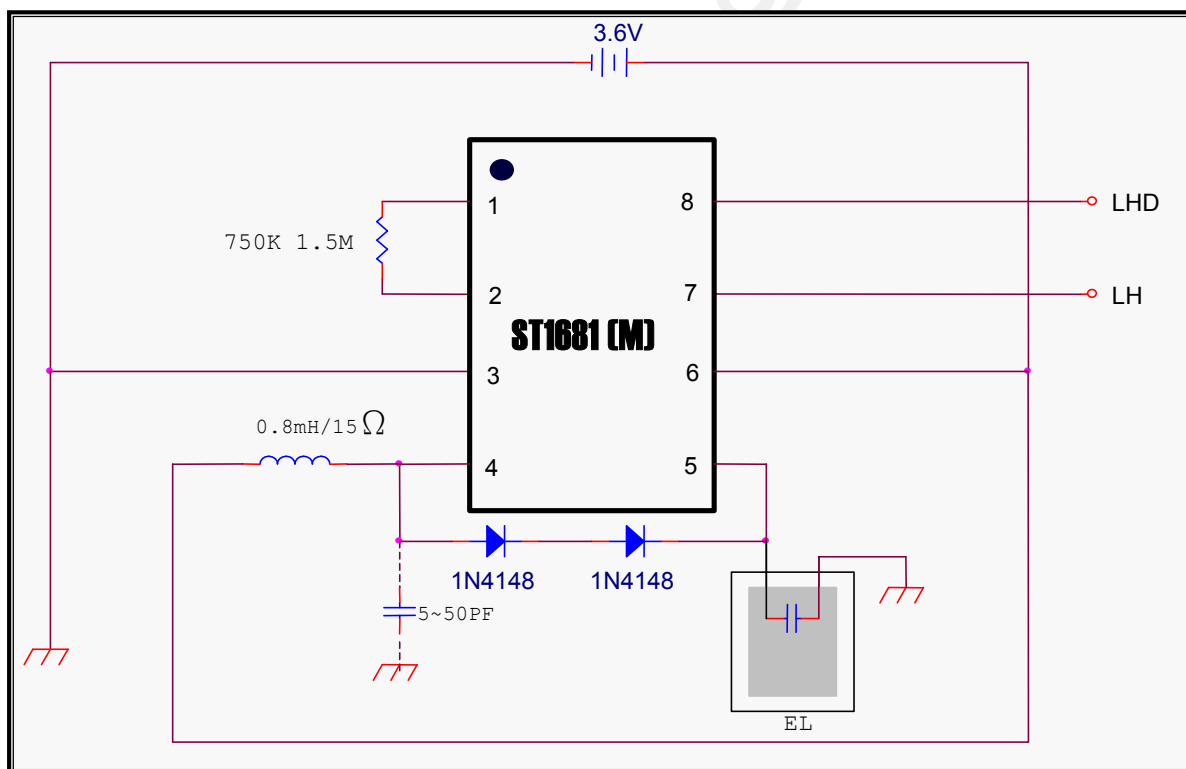 3.6V
1
8
LHD
750K 1.5M
2
7
LH
ST1681 (M)
3
6
0.8mH/15Ω
4
5
1N4148
1N4148
5~50PF
EL